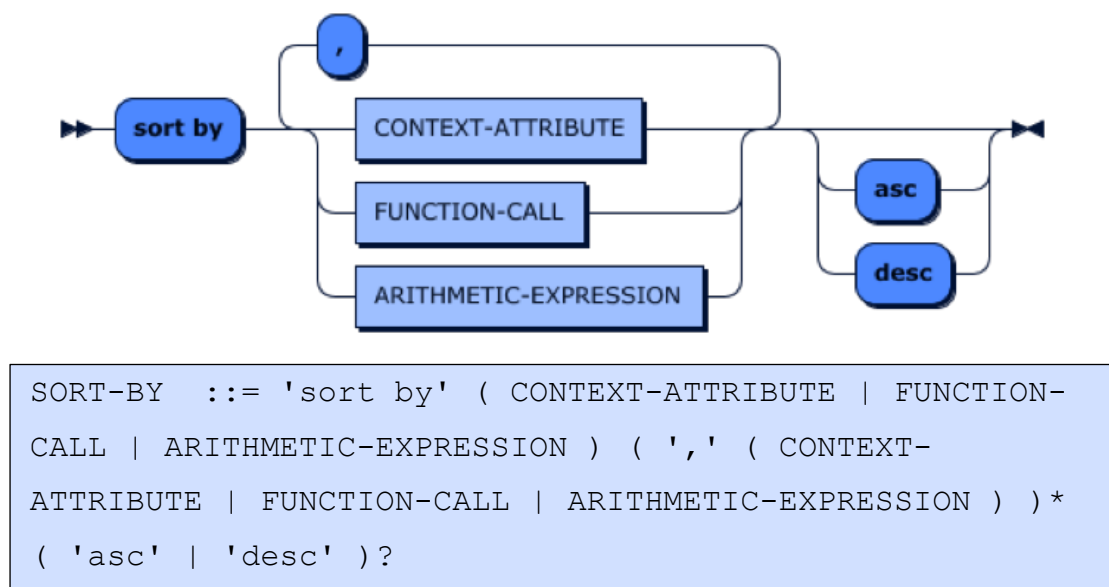 ,
sort by
CONTEXT-ATTRIBUTE
asc
FUNCTION-CALL
desc
ARITHMETIC-EXPRESSION
SORT-BY ::= 'sort by' ( CONTEXT-ATTRIBUTE | FUNCTION-
CALL | ARITHMETIC-EXPRESSION ) ( ',' ( CONTEXT-
ATTRIBUTE | FUNCTION-CALL | ARITHMETIC-EXPRESSION ) )*
( 'asc' | 'desc' )?